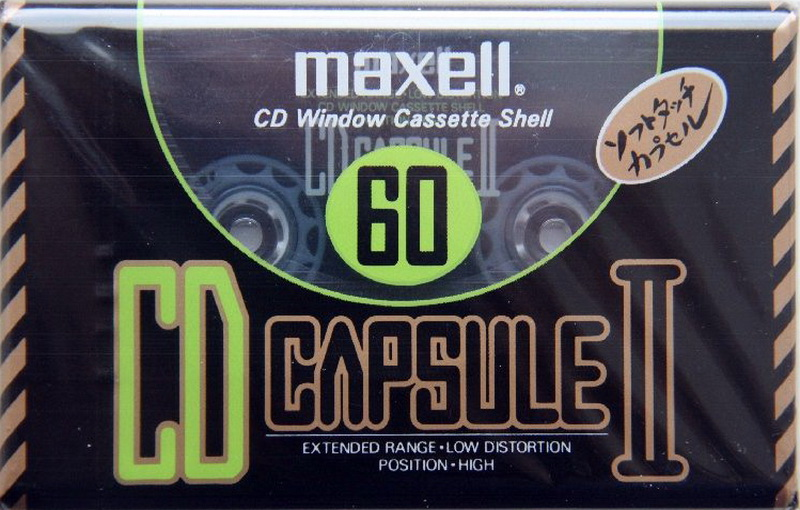 maxell®
CD Window Cassette Shell
ソフトタッチ
カプセル
60
CD CAPSULE II
EXTENDED RANGE・LOW DISTORTION
POSITION・HIGH